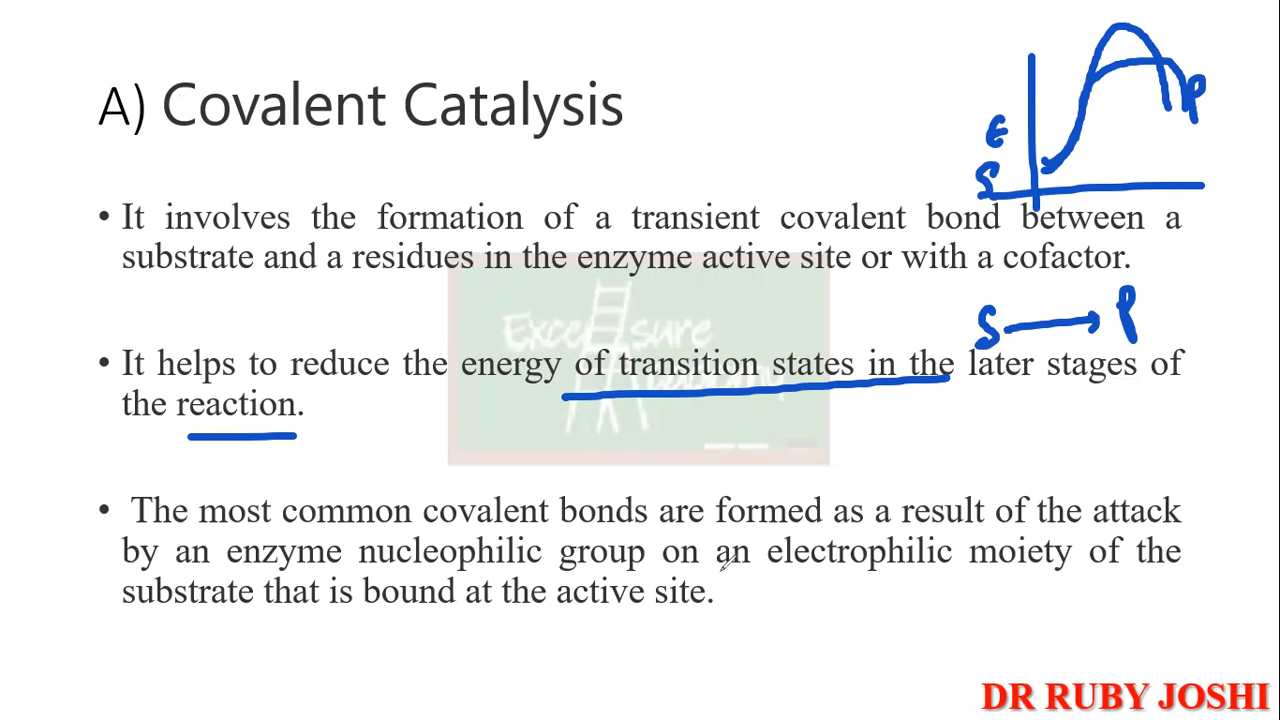 A) Covalent Catalysis
E
S
P
• It involves the formation of a transient covalent bond between a
substrate and a residues in the enzyme active site or with a cofactor.
Excel sure
S → P
• It helps to reduce the energy of transition states in the later stages of
the reaction.
• The most common covalent bonds are formed as a result of the attack
by an enzyme nucleophilic group on an electrophilic moiety of the
substrate that is bound at the active site.
DR RUBY JOSHI